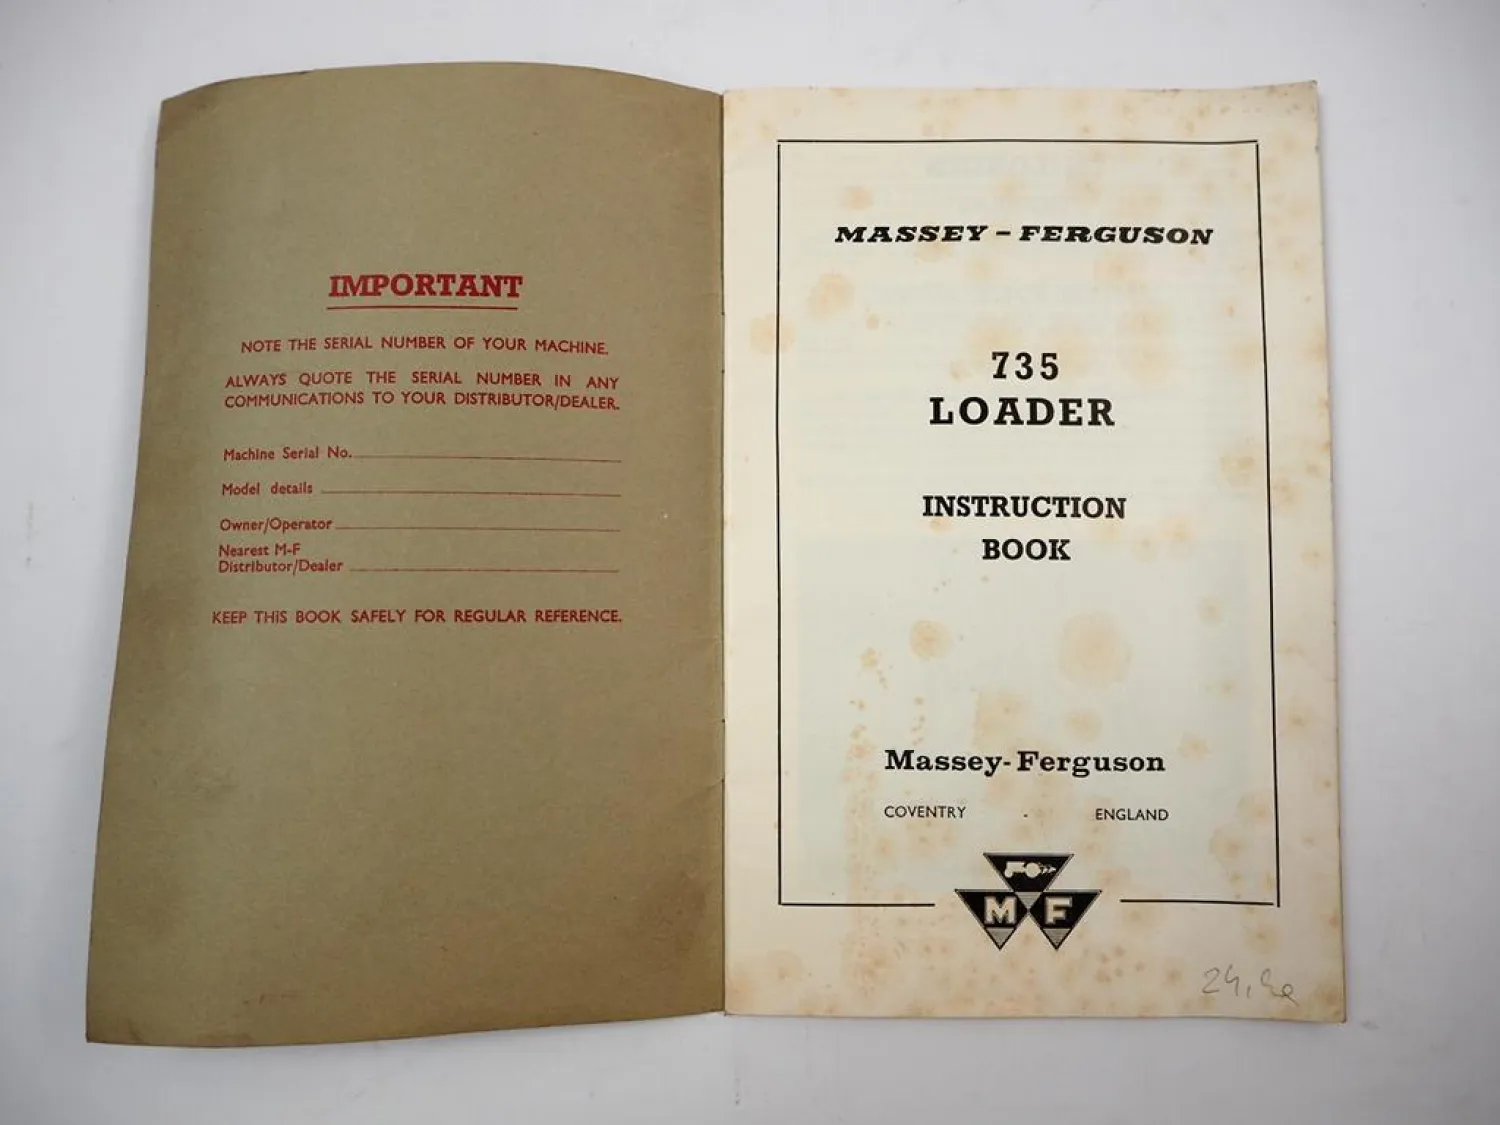 IMPORTANT
NOTE THE SERIAL NUMBER OF YOUR MACHINE.
ALWAYS QUOTE THE SERIAL NUMBER IN ANY
COMMUNICATIONS TO YOUR DISTRIBUTOR/DEALER.
Machine Serial No.
Model details
Owner/Operator
Nearest M-F
Distributor/Dealer
KEEP THIS BOOK SAFELY FOR REGULAR REFERENCE.
MASSEY - FERGUSON
735
LOADER
INSTRUCTION
BOOK
Massey-Ferguson
COVENTRY - ENGLAND
M F